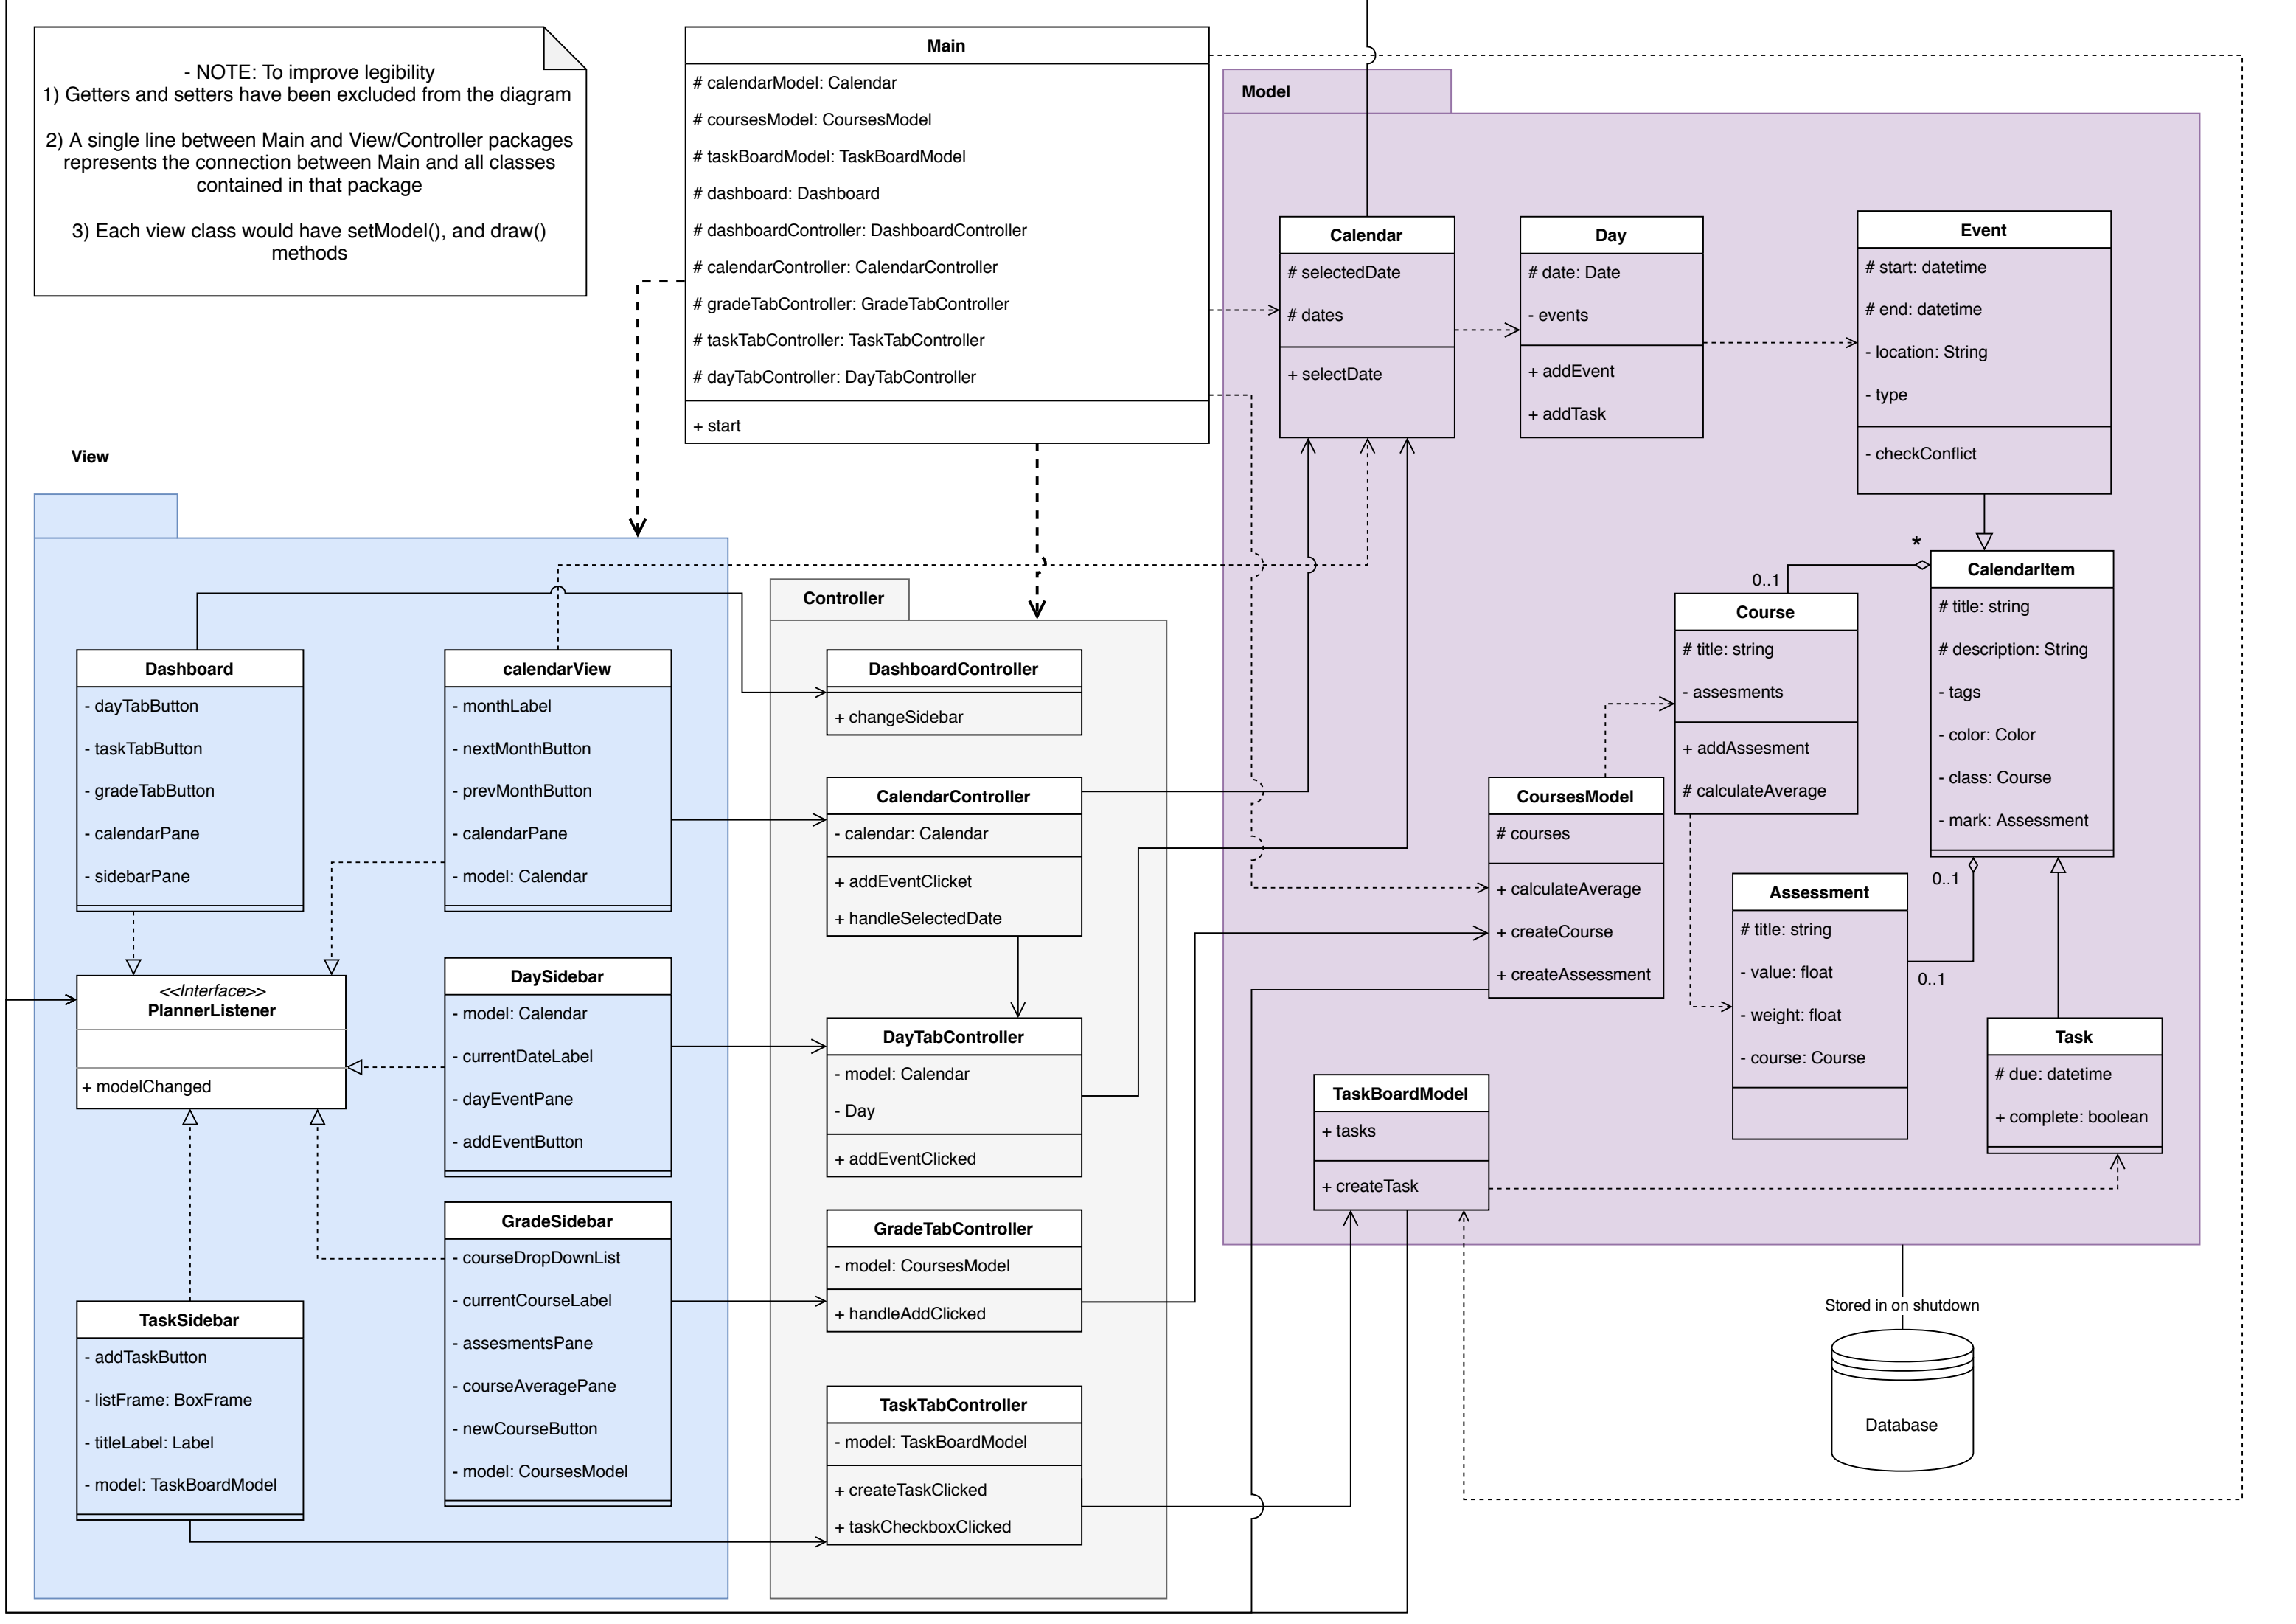 - NOTE: To improve legibility
1) Getters and setters have been excluded from the diagram
2) A single line between Main and View/Controller packages
represents the connection between Main and all classes
contained in that package
3) Each view class would have setModel(), and draw()
methods
Main
# calendarModel: Calendar
# coursesModel: CoursesModel
# taskBoardModel: TaskBoardModel
# dashboard: Dashboard
# dashboardController: DashboardController
# calendarController: CalendarController
# gradeTabController: GradeTabController
# taskTabController: TaskTabController
# dayTabController: DayTabController
+ start
View
Dashboard
- dayTabButton
- taskTabButton
- gradeTabButton
- calendarPane
- sidebarPane
calendarView
- monthLabel
- nextMonthButton
- prevMonthButton
- calendarPane
- model: Calendar
<<Interface>>
PlannerListener
+ modelChanged
DaySidebar
- model: Calendar
- currentDateLabel
- dayEventPane
- addEventButton
GradeSidebar
- courseDropDownList
- currentCourseLabel
- assesmentsPane
- courseAveragePane
- newCourseButton
- model: CoursesModel
TaskSidebar
- addTaskButton
- listFrame: BoxFrame
- titleLabel: Label
- model: TaskBoardModel
Controller
DashboardController
+ changeSidebar
CalendarController
- calendar: Calendar
+ addEventClicket
+ handleSelectedDate
DayTabController
- model: Calendar
- Day
+ addEventClicked
GradeTabController
- model: CoursesModel
+ handleAddClicked
TaskTabController
- model: TaskBoardModel
+ createTaskClicked
+ taskCheckboxClicked
Model
Calendar
# selectedDate
# dates
+ selectDate
Day
# date: Date
- events
+ addEvent
+ addTask
Event
# start: datetime
# end: datetime
- location: String
- type
- checkConflict
*
0..1
CalendarItem
# title: string
# description: String
- tags
- color: Color
- class: Course
- mark: Assessment
Course
# title: string
- assesments
+ addAssesment
# calculateAverage
CoursesModel
# courses
+ calculateAverage
+ createCourse
+ createAssessment
0..1
0..1
Assessment
# title: string
- value: float
- weight: float
- course: Course
Task
# due: datetime
+ complete: boolean
TaskBoardModel
+ tasks
+ createTask
Stored in on shutdown
Database